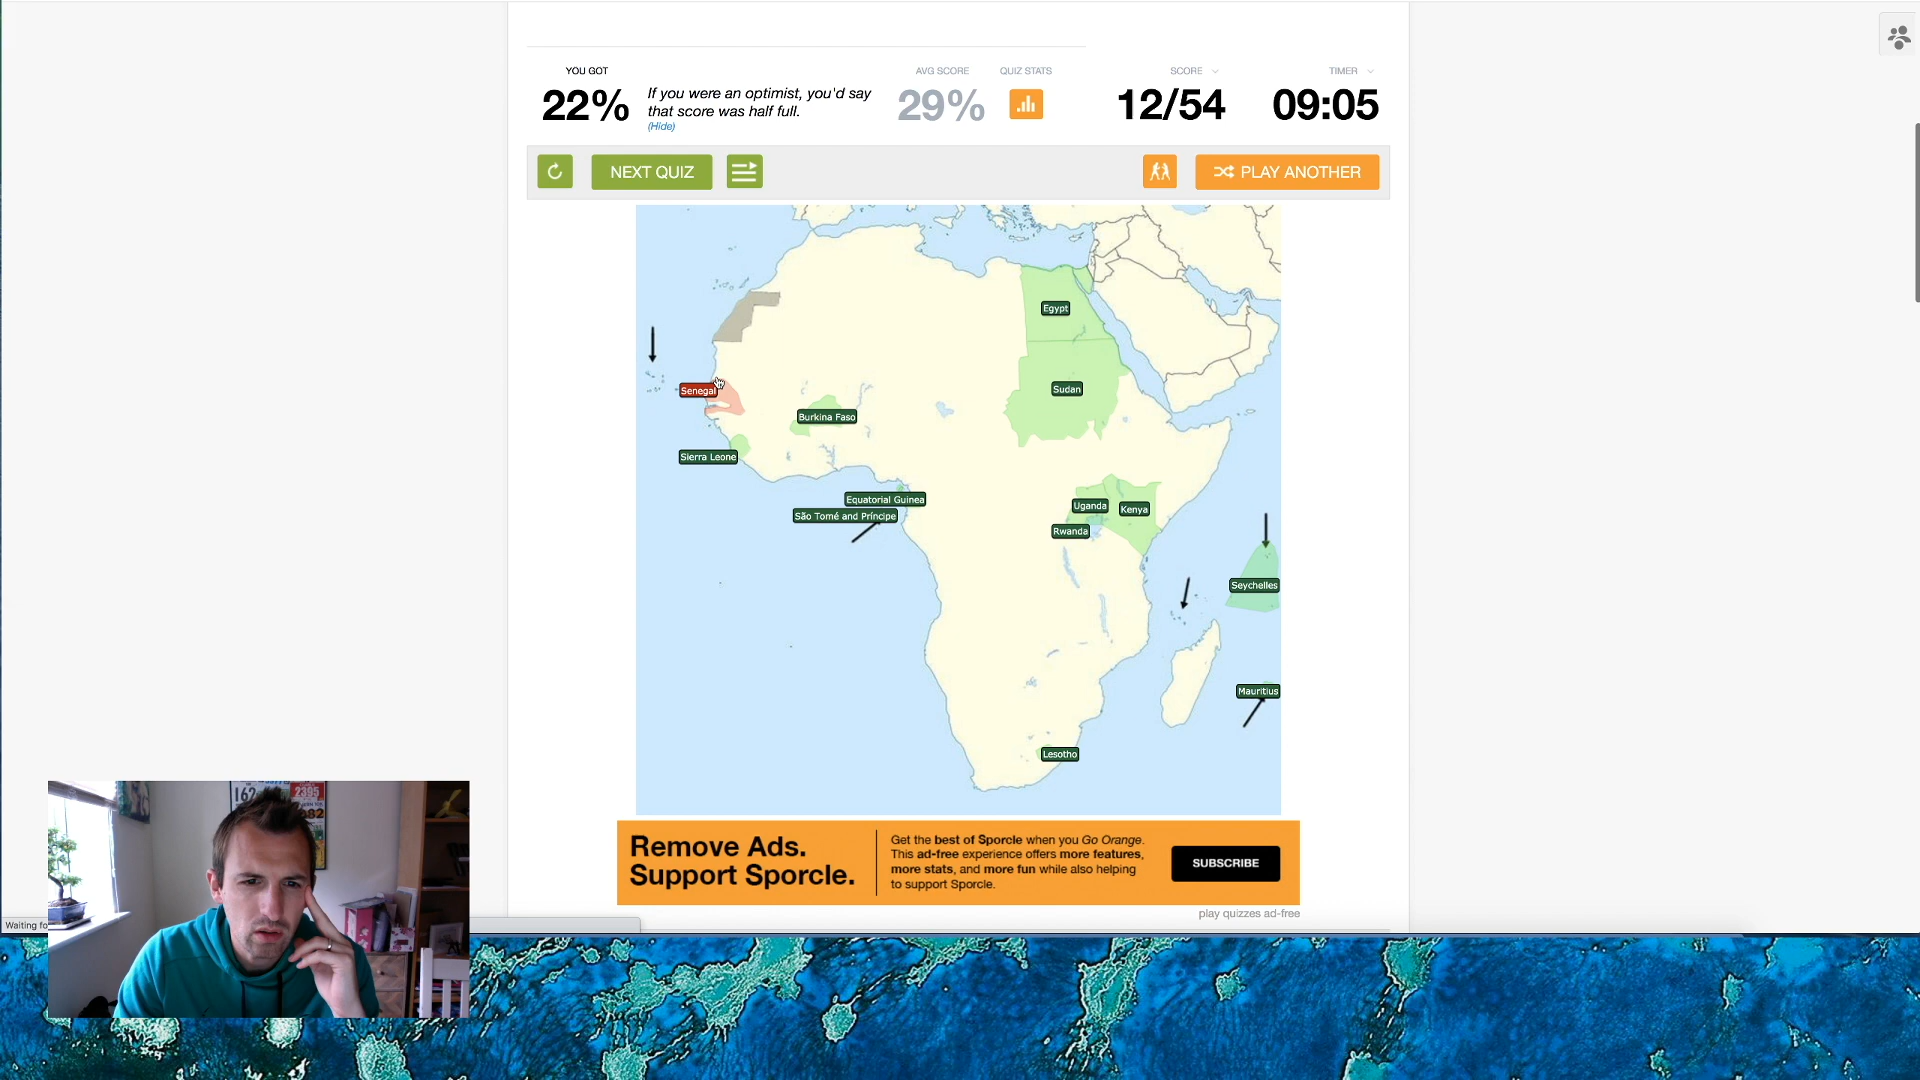 YOU GOT
22%
If you were an optimist, you'd say
that score was half full.
(Hide)
AVG SCORE
29%
QUIZ STATS
SCORE
12/54
TIMER
09:05
NEXT QUIZ
PLAY ANOTHER
Egypt
Sudan
Senegal
Burkina Faso
Sierra Leone
Equatorial Guinea
São Tomé and Príncipe
Uganda
Kenya
Rwanda
Seychelles
Mauritius
Lesotho
Remove Ads.
Support Sporcle.
Get the best of Sporcle when you Go Orange.
This ad-free experience offers more features,
more stats, and more fun while also helping
to support Sporcle.
SUBSCRIBE
play quizzes ad-free
Waiting fo
162
2395